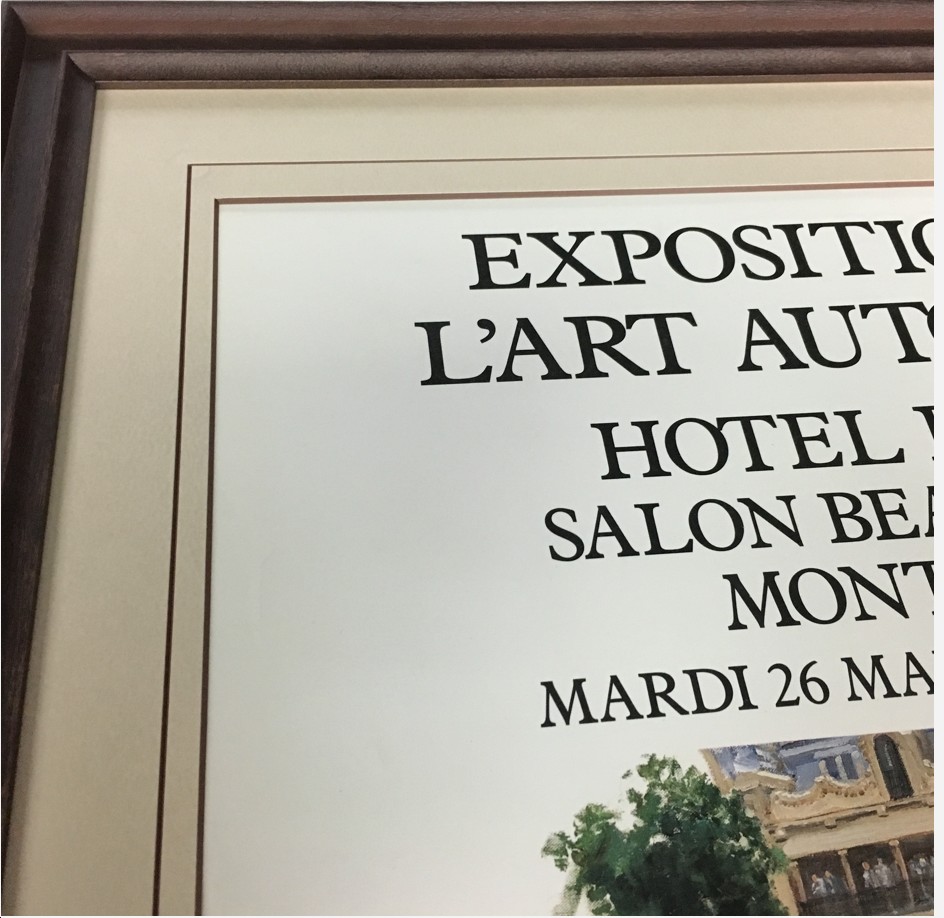 EXPOSITIO
L'ART AUTO
HOTEL
SALON BEA
MONT
MARDI 26 MA